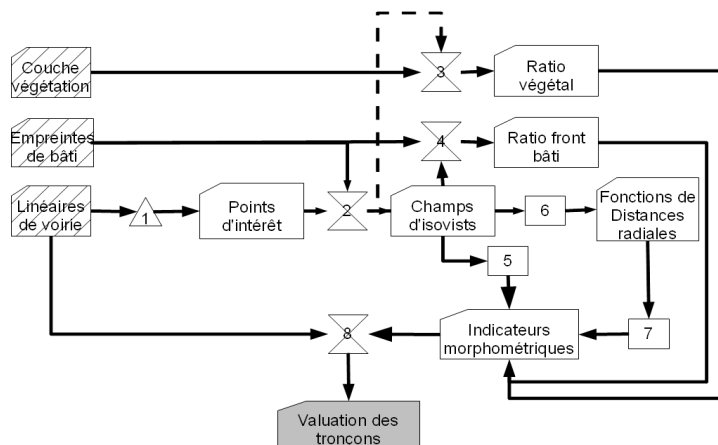 Couche
végétation
3
Ratio
végétal
Empreintes
de bâti
4
Ratio front
bâti
Linéaires
de voirie
1
Points
d'intérêt
2
Champs
d'isovists
6
Fonctions de
Distances
radiales
5
8
Indicateurs
morphométriques
7
Valuation des
troncons